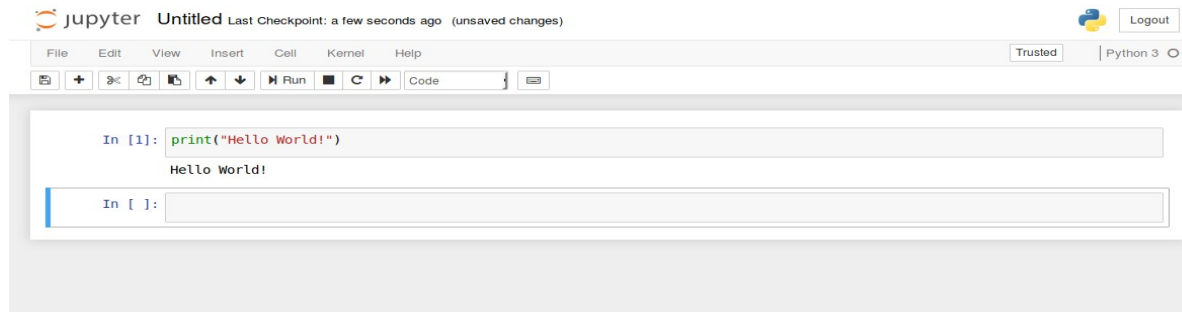 jupyter Untitled Last Checkpoint: a few seconds ago (unsaved changes) Logout
File Edit View Insert Cell Kernel Help Trusted Python 3
Run Code
In [1]: print("Hello World!")
Hello World!
In [ ]: